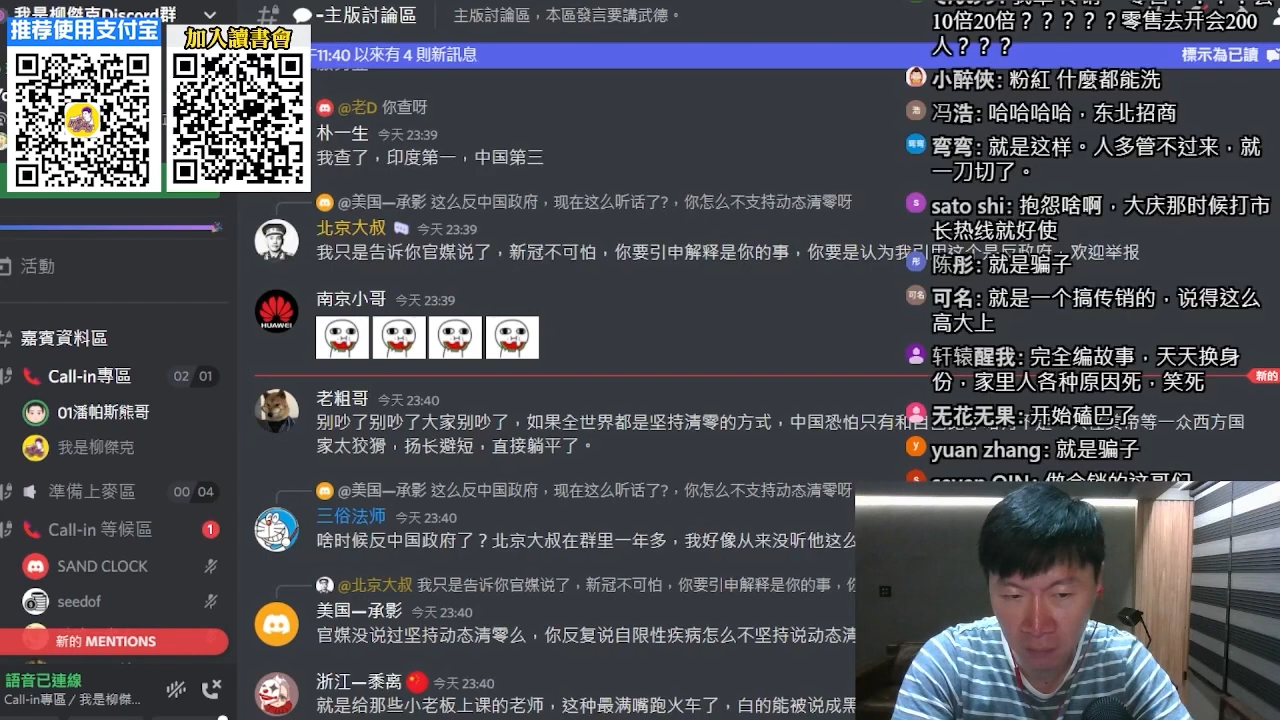 我是柳傑克Discord群
推荐使用支付宝
加入讀書會
-主版討論區
主版討論區，本區發言要講武德。
11:40 以來有 4 則新訊息
標示為已讀
@老D 你查呀
朴一生 今天 23:39
我查了，印度第一，中国第三
@美国—承影 这么反中国政府，现在这么听话了?，你怎么不支持动态清零呀
北京大叔 今天 23:39
我只是告诉你官媒说了，新冠不可怕，你要引申解释是你的事，你要是认为我引用这个是反政府，欢迎举报
南京小哥 今天 23:39
HUAWEI
新的
老粗哥 今天 23:40
别吵了别吵了大家别吵了，如果全世界都是坚持清零的方式，中国恐怕只有和
等一众西方国
家太狡猾，扬长避短，直接躺平了。
@美国—承影 这么反中国政府，现在这么听话了?，你怎么不支持动态清零呀
三俗法师 今天 23:40
啥时候反中国政府了？北京大叔在群里一年多，我好像从来没听他这么
@北京大叔 我只是告诉你官媒说了，新冠不可怕，你要引申解释是你的事，你
美国—承影 今天 23:40
官媒没说过坚持动态清零么，你反复说自限性疾病怎么不坚持说动态清
浙江—黍离 今天 23:40
就是给那些小老板上课的老师，这种最满嘴跑火车了，白的能被说成黑
活動
嘉賓資料區
Call-in專區 02 01
01潘帕斯熊哥
我是柳傑克
準備上麥區 00 04
Call-in 等候區 1
SAND CLOCK
seedof
新的 MENTIONS
語音已連線
Call-in專區 / 我是柳傑...
10倍20倍？？？？？零售去开会200
人？？？
小醉俠: 粉紅 什麼都能洗
冯浩: 哈哈哈哈，东北招商
弯弯: 就是这样。人多管不过来，就
一刀切了。
sato shi: 抱怨啥啊，大庆那时候打市
长热线就好使
陈彤: 就是骗子
可名: 就是一个搞传销的，说得这么
高大上
轩辕醒我: 完全编故事，天天换身
份，家里人各种原因死，笑死
无花无果: 开始磕巴了
yuan zhang: 就是骗子